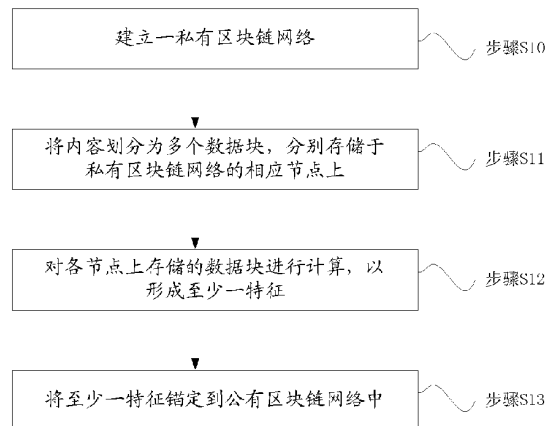 建立一私有区块链网络
步骤S10
将内容划分为多个数据块，分别存储于
私有区块链网络的相应节点上
步骤S11
对各节点上存储的数据块进行计算，以
形成至少一特征
步骤S12
将至少一特征锚定到公有区块链网络中
步骤S13